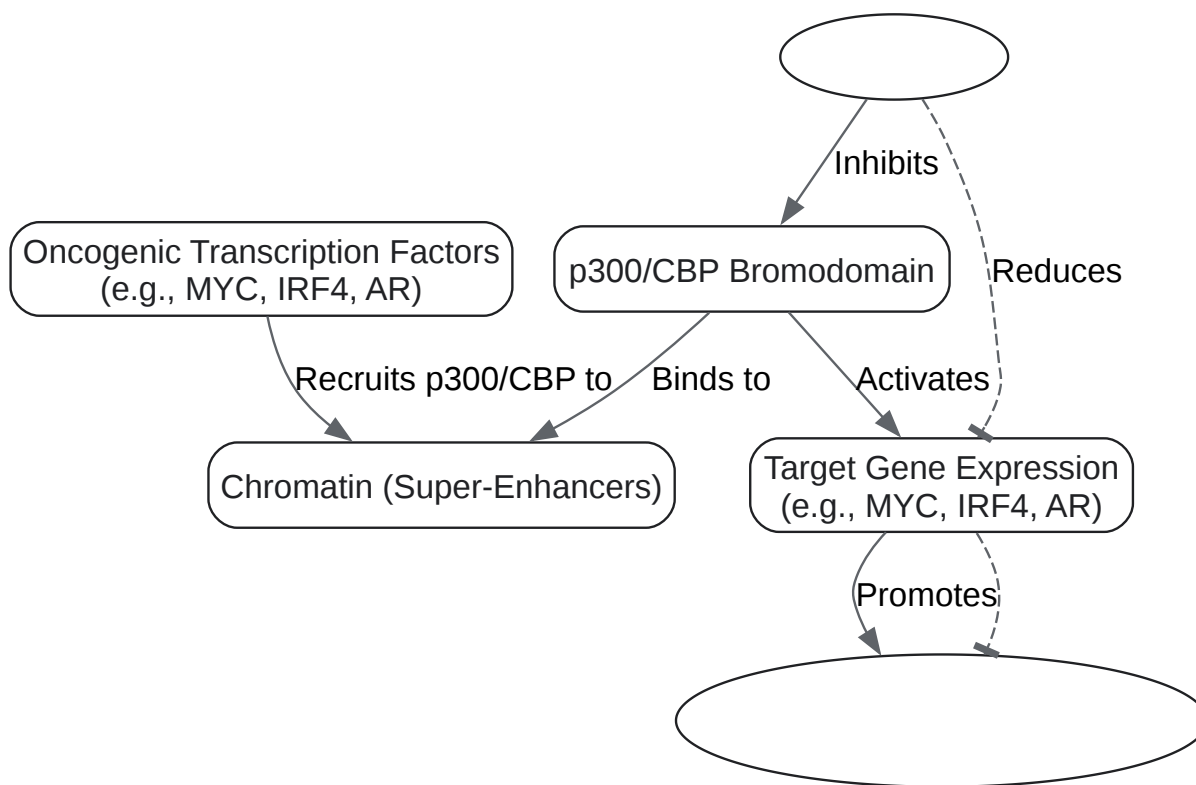 Inhibits
Oncogenic Transcription Factors
(e.g., MYC, IRF4, AR)
p300/CBP Bromodomain
Reduces
Recruits p300/CBP to
Binds to
Activates
Chromatin (Super-Enhancers)
Target Gene Expression
(e.g., MYC, IRF4, AR)
Promotes